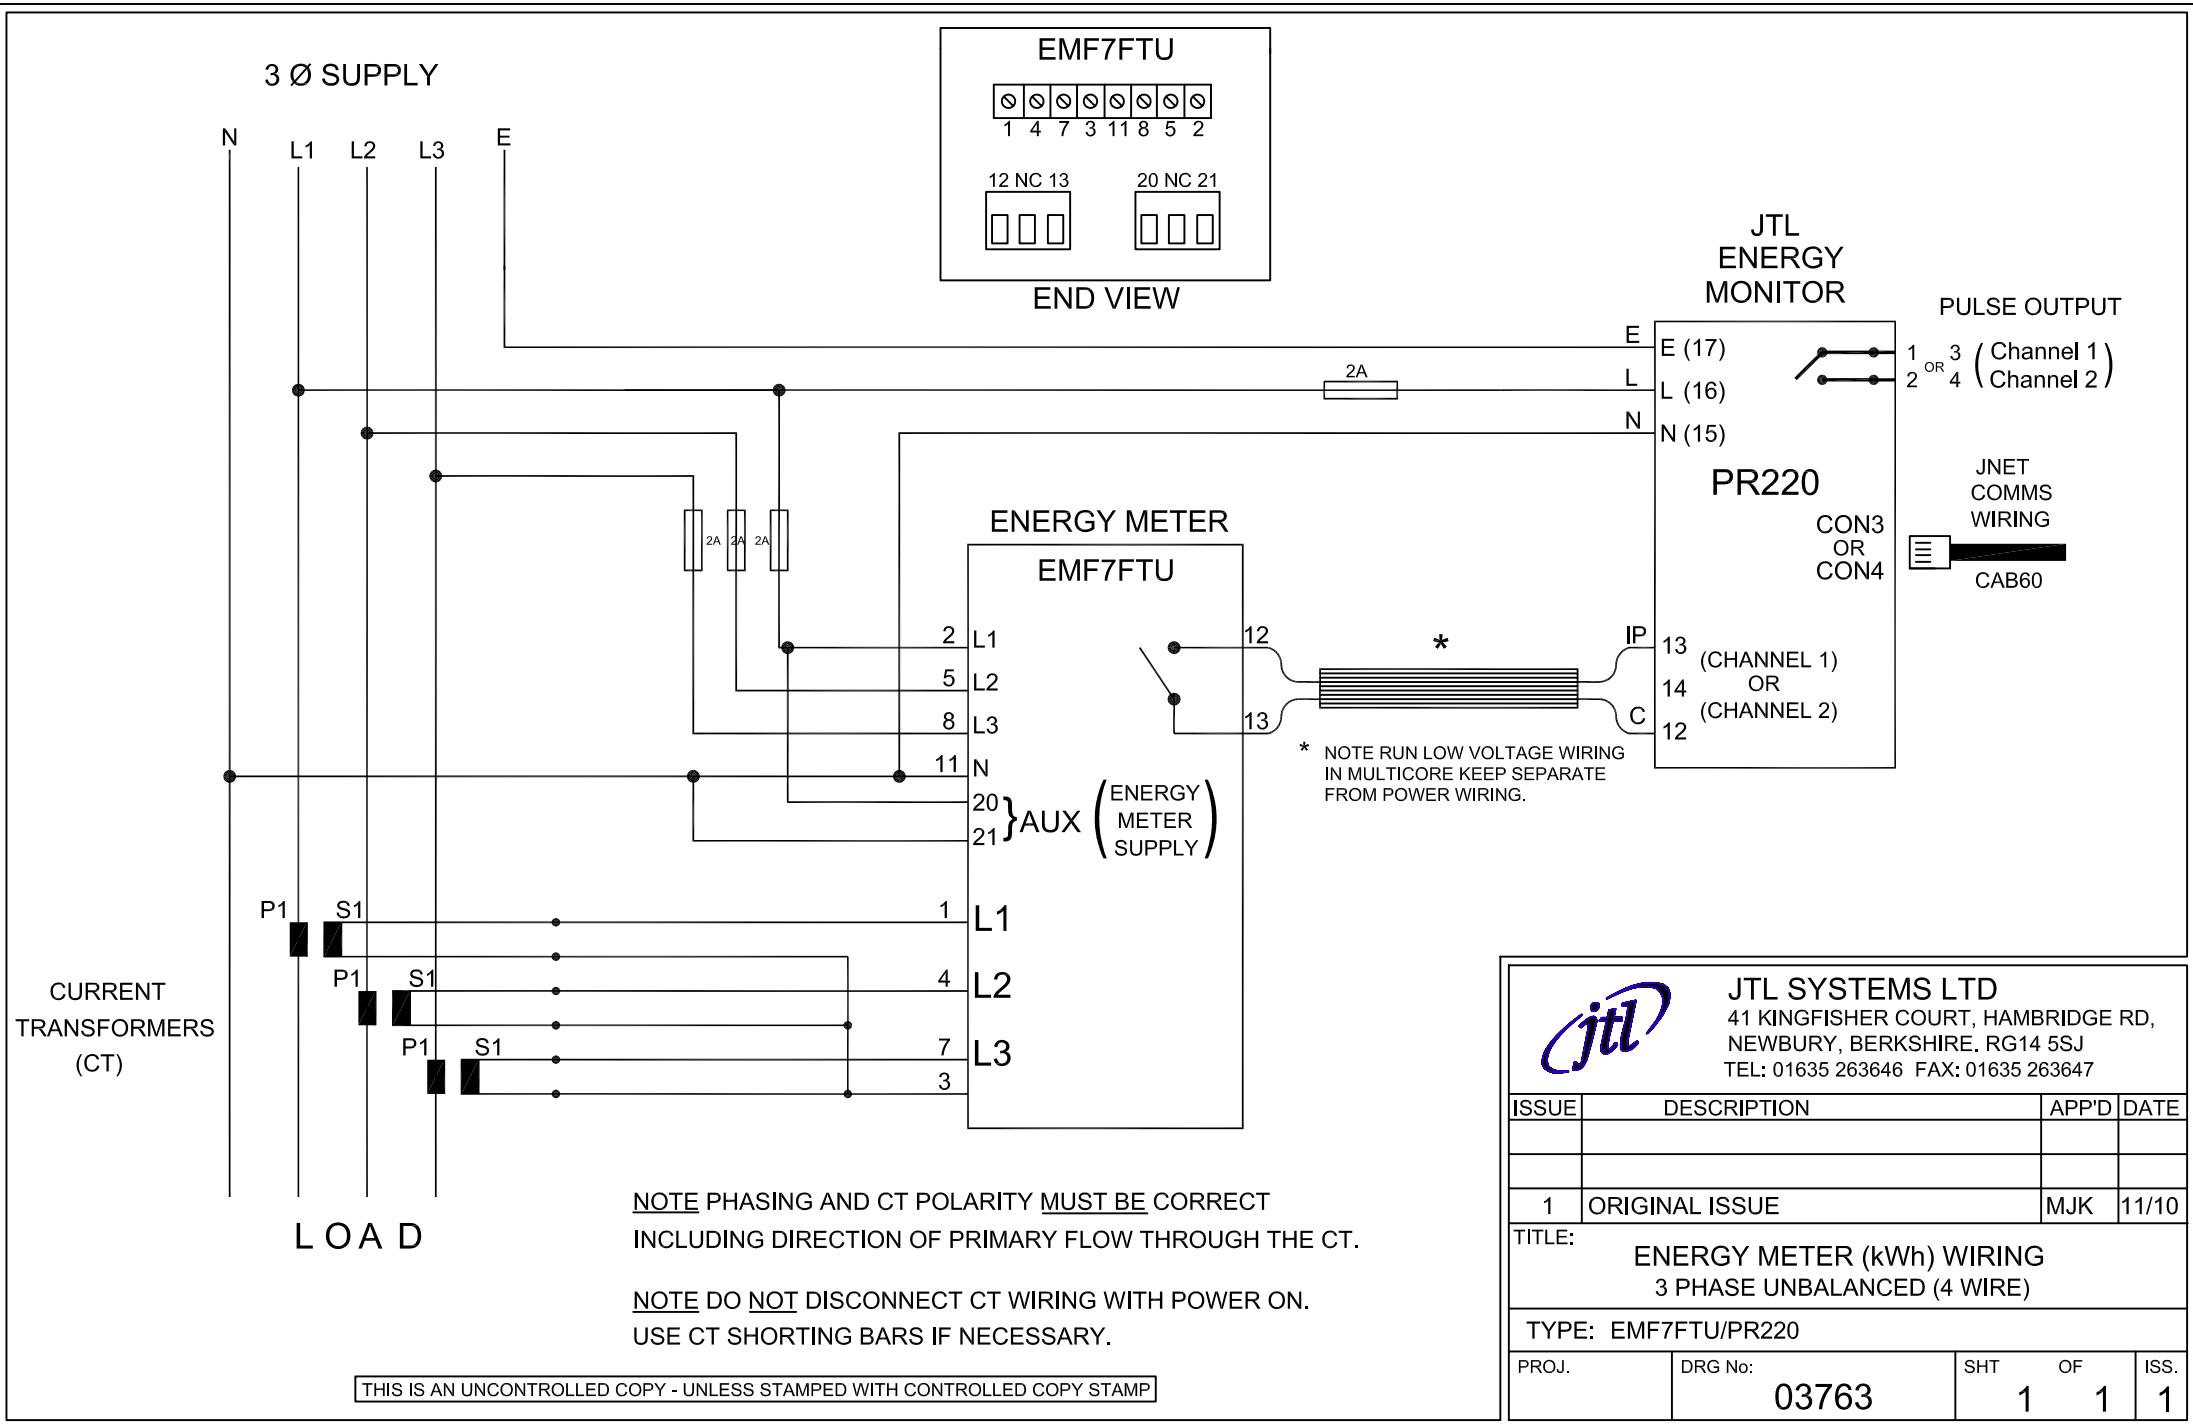 3 Ø SUPPLY
N
L1 L2 L3
E
EMF7FTU
1 4 7 3 11 8 5 2
12 NC 13
20 NC 21
END VIEW
JTL
ENERGY
MONITOR
PULSE OUTPUT
E
E (17)
1 OR 3 ( Channel 1 )
2 4 ( Channel 2 )
2A
L
L (16)
N
N (15)
PR220
JNET
COMMS
WIRING
CON3
OR
CON4
CAB60
2A 2A 2A
ENERGY METER
EMF7FTU
2 L1
5 L2
8 L3
11 N
20
21
} AUX
( ENERGY
METER
SUPPLY )
12
13
*
IP
13
(CHANNEL 1)
14
OR
(CHANNEL 2)
C
12
* NOTE RUN LOW VOLTAGE WIRING
IN MULTICORE KEEP SEPARATE
FROM POWER WIRING.
P1 S1
1 L1
P1 S1
4 L2
P1 S1
7 L3
3
CURRENT
TRANSFORMERS
(CT)
LOAD
NOTE PHASING AND CT POLARITY MUST BE CORRECT
INCLUDING DIRECTION OF PRIMARY FLOW THROUGH THE CT.
NOTE DO NOT DISCONNECT CT WIRING WITH POWER ON.
USE CT SHORTING BARS IF NECESSARY.
THIS IS AN UNCONTROLLED COPY - UNLESS STAMPED WITH CONTROLLED COPY STAMP
jtl
JTL SYSTEMS LTD
41 KINGFISHER COURT, HAMBRIDGE RD,
NEWBURY, BERKSHIRE. RG14 5SJ
TEL: 01635 263646 FAX: 01635 263647
ISSUE DESCRIPTION APP'D DATE
1 ORIGINAL ISSUE MJK 11/10
TITLE:
ENERGY METER (kWh) WIRING
3 PHASE UNBALANCED (4 WIRE)
TYPE: EMF7FTU/PR220
PROJ. DRG No: SHT OF ISS.
03763 1 1 1